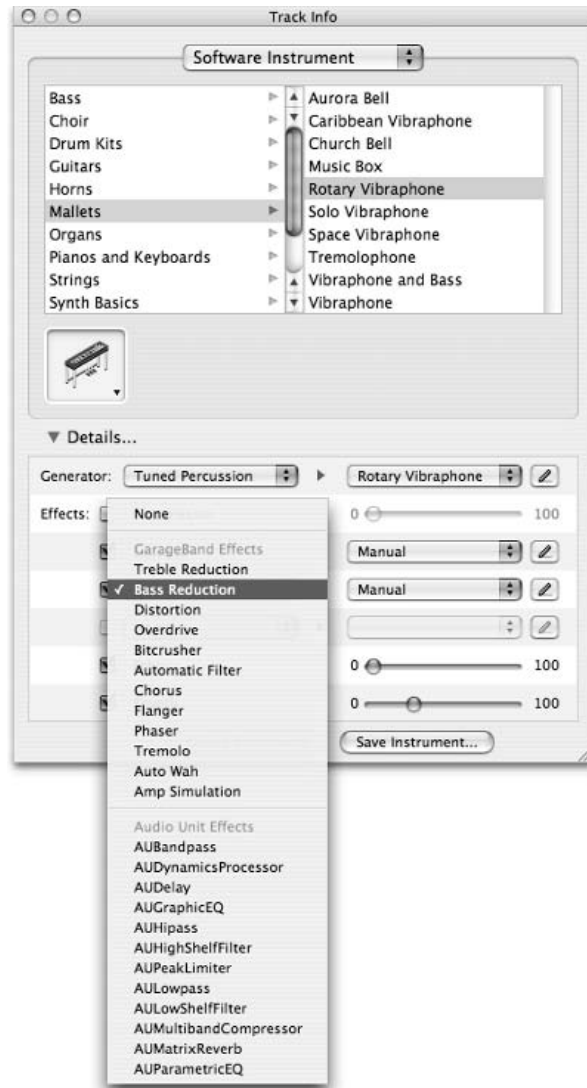 Track Info
Software Instrument
Bass
Choir
Drum Kits
Guitars
Horns
Mallets
Organs
Pianos and Keyboards
Strings
Synth Basics
Aurora Bell
Caribbean Vibraphone
Church Bell
Music Box
Rotary Vibraphone
Solo Vibraphone
Space Vibraphone
Tremolophone
Vibraphone and Bass
Vibraphone
Details...
Generator: Tuned Percussion Rotary Vibraphone
Effects: 0 100
Manual
Manual
0 100
0 100
Save Instrument...
None
GarageBand Effects
Treble Reduction
✓ Bass Reduction
Distortion
Overdrive
Bitcrusher
Automatic Filter
Chorus
Flanger
Phaser
Tremolo
Auto Wah
Amp Simulation
Audio Unit Effects
AUBandpass
AUDynamicsProcessor
AUDelay
AUGraphicEQ
AUHipass
AUHighShelfFilter
AUPeakLimiter
AULowpass
AULowShelfFilter
AUMultibandCompressor
AUMatrixReverb
AUParametricEQ